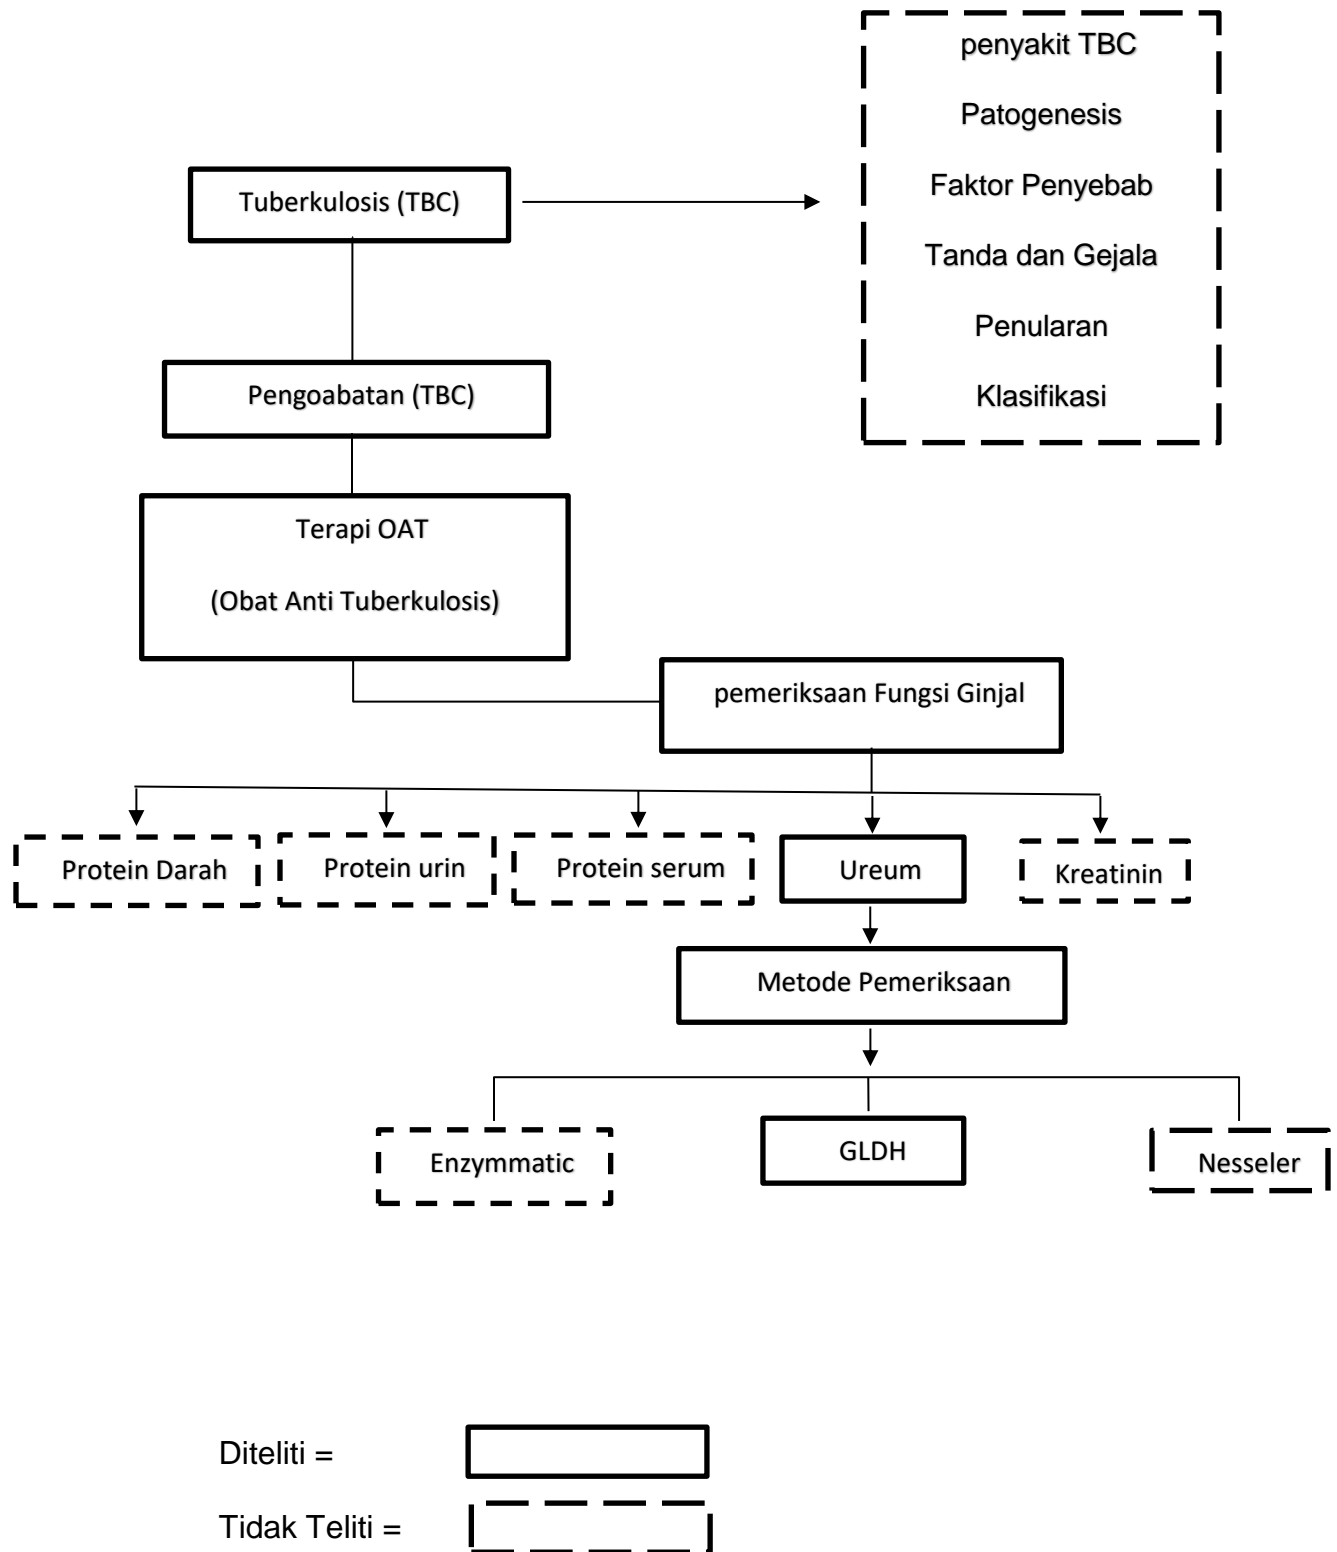 penyakit TBC
Patogenesis
Faktor Penyebab
Tanda dan Gejala
Penularan
Klasifikasi
Tuberkulosis (TBC)
Pengoabatan (TBC)
Terapi OAT
(Obat Anti Tuberkulosis)
pemeriksaan Fungsi Ginjal
Protein Darah
Protein urin
Protein serum
Ureum
Kreatinin
Metode Pemeriksaan
Enzymmatic
GLDH
Nesseler
Diteliti =
Tidak Teliti =